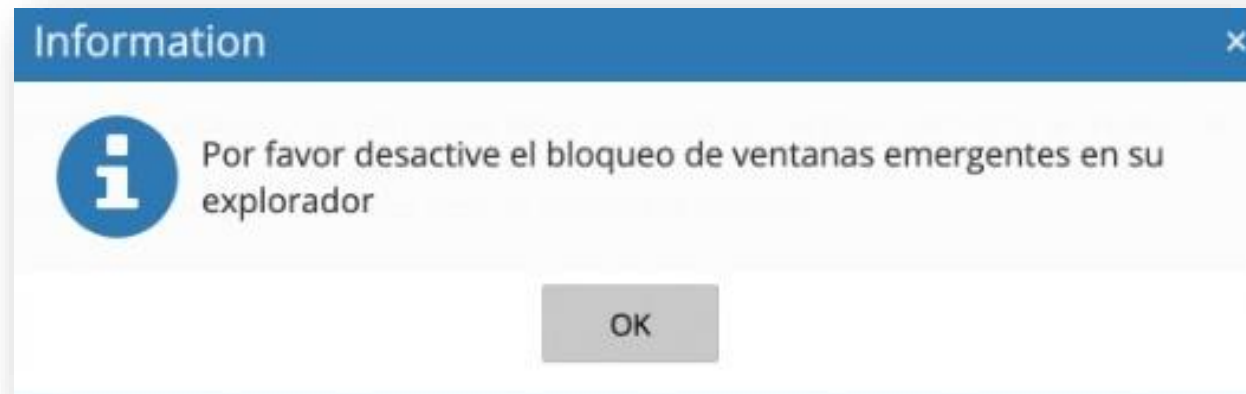 Information
Por favor desactive el bloqueo de ventanas emergentes en su
explorador
OK